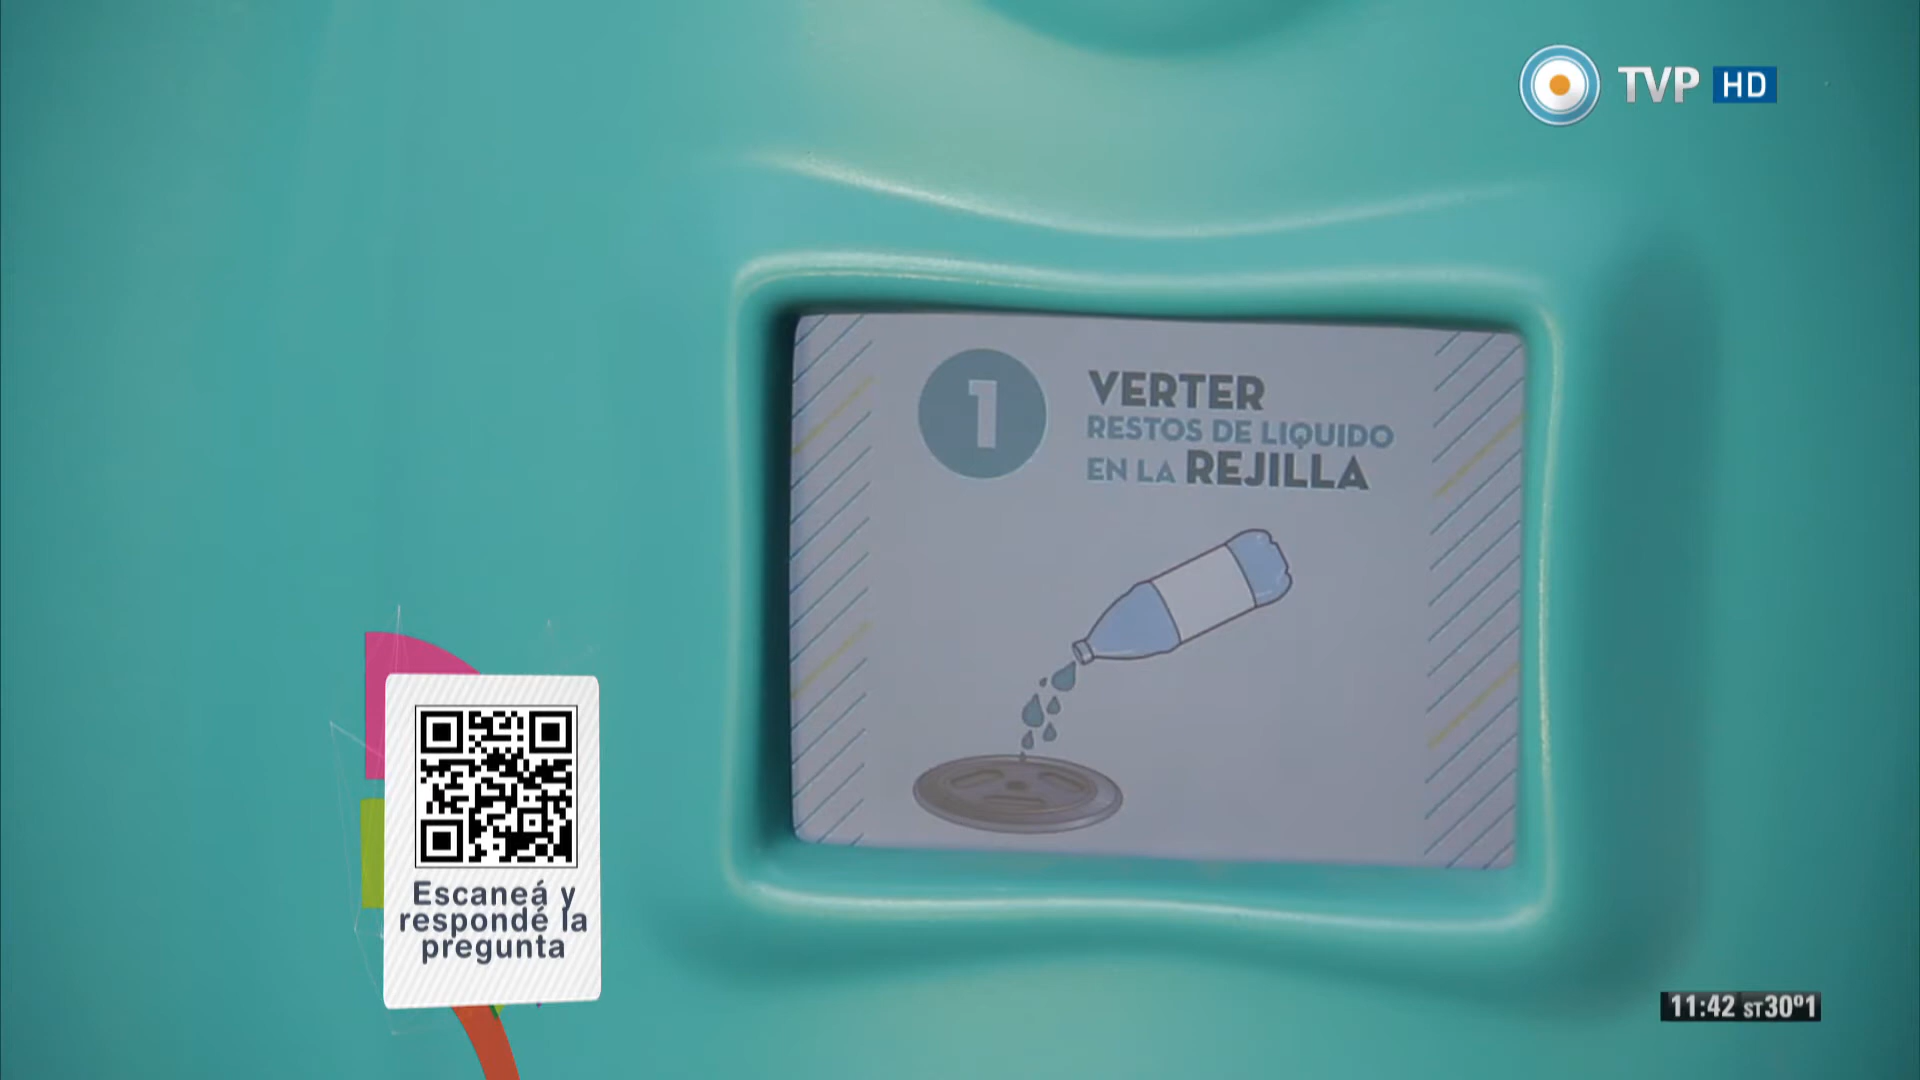 TVP HD
1
VERTER
RESTOS DE LIQUIDO
EN LA REJILLA
Escaneá y
respondé la
pregunta
11:42 ST30º1